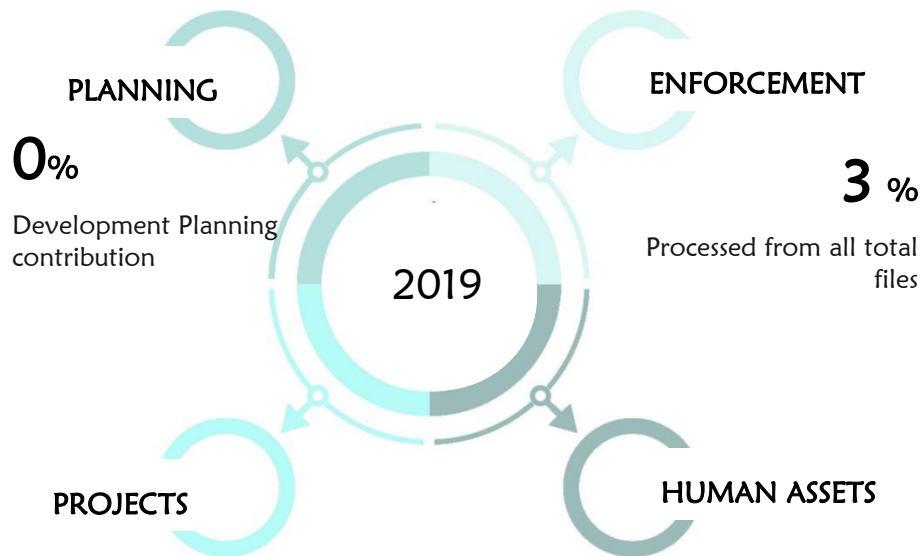 PLANNING
0%
Development Planning
contribution
ENFORCEMENT
3 %
Processed from all total
files
2019
PROJECTS
HUMAN ASSETS